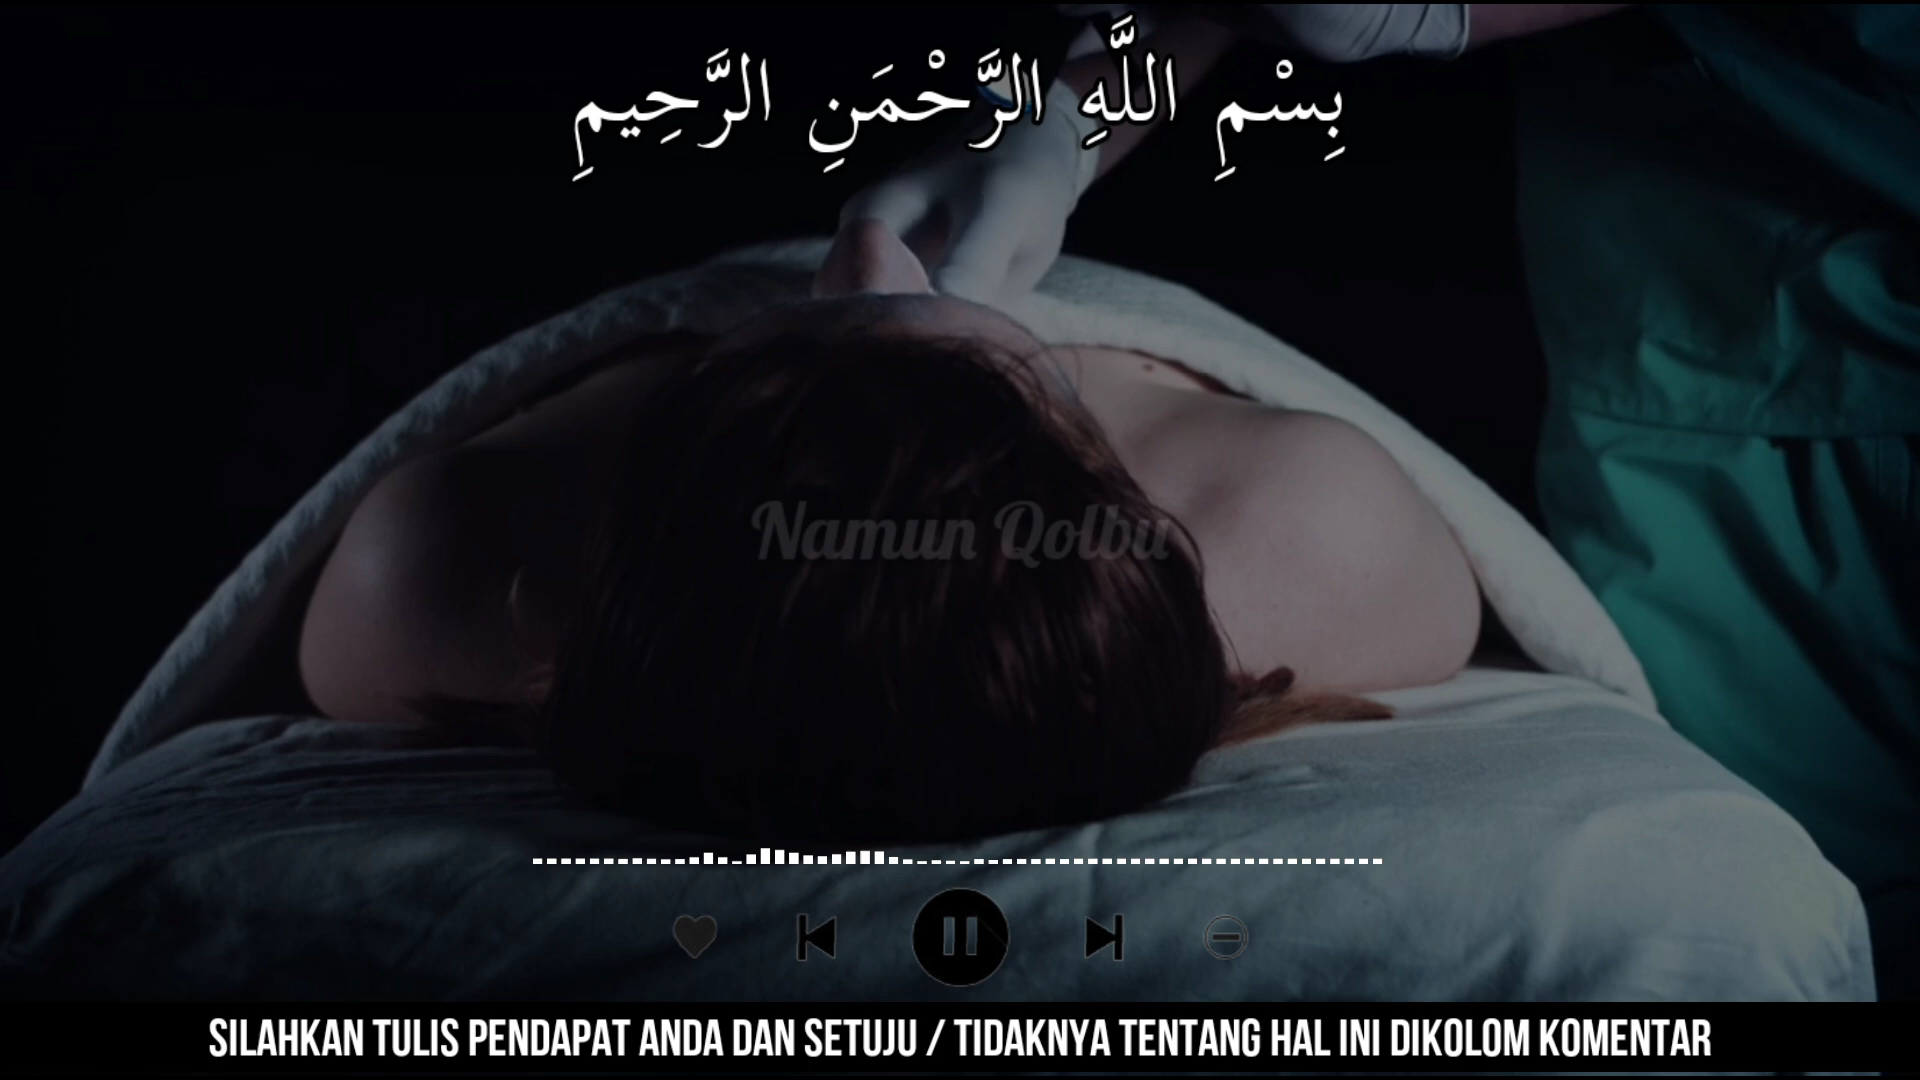 بِسْمِ اللَّهِ الرَّحْمَنِ الرَّحِيمِ
Namun Qolbu
SILAHKAN TULIS PENDAPAT ANDA DAN SETUJU / TIDAKNYA TENTANG HAL INI DIKOLOM KOMENTAR